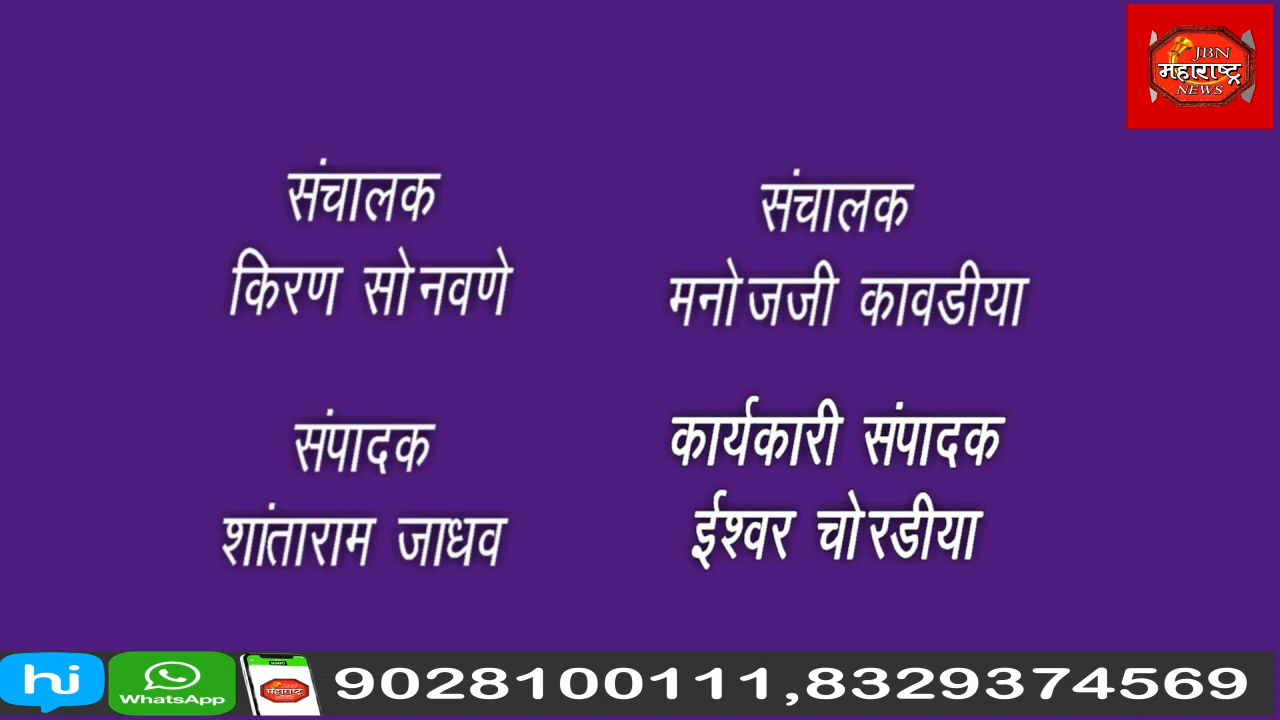 JBN
महाराष्ट्र
NEWS
संचालक
किरण सोनवणे
संचालक
मनोजजी कावडीया
संपादक
शांताराम जाधव
कार्यकारी संपादक
ईश्वर चोरडीया
hi
WhatsApp
महाराष्ट्र
9028100111,8329374569